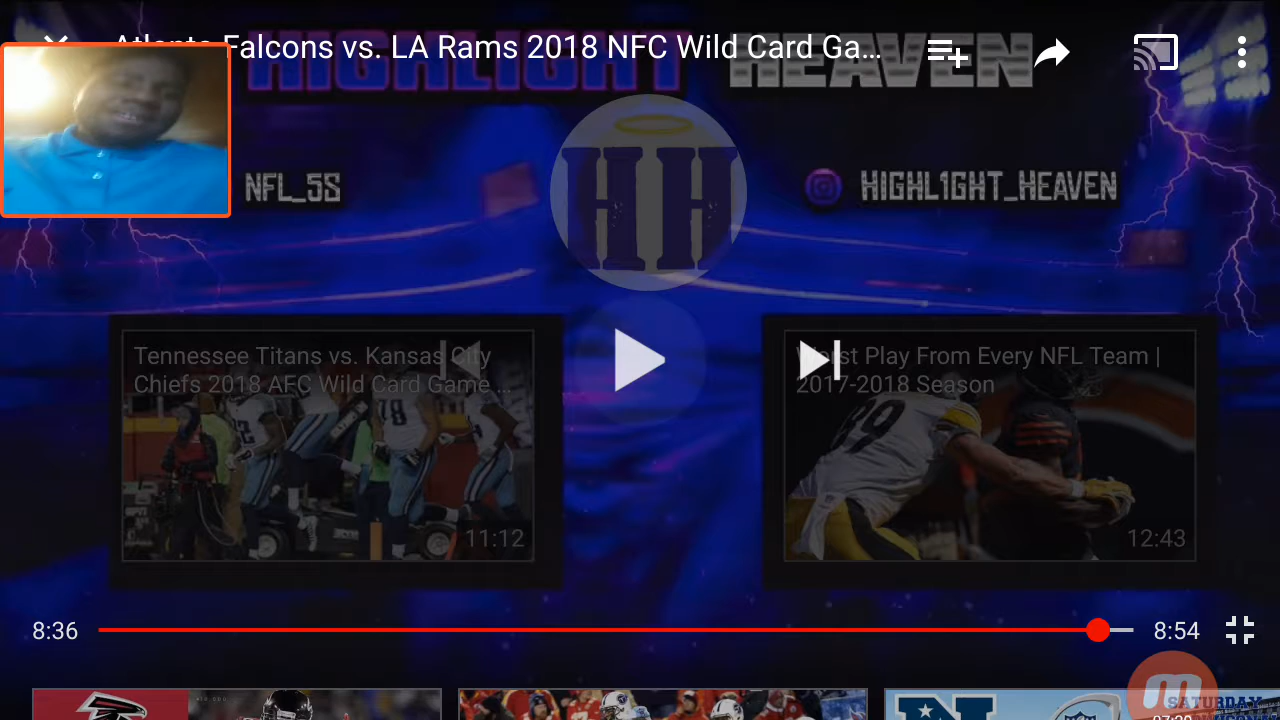 Atlanta Falcons vs. LA Rams 2018 NFC Wild Card Ga...
HIGHLIGHT HEAVEN
NFL_5S
HH
HIGHL1GHT_HEAVEN
Tennessee Titans vs. Kansas City
Chiefs 2018 AFC Wild Card Game ...
11:12
Worst Play From Every NFL Team |
2017-2018 Season
89
12:43
78
8:36
8:54
SATURDAY